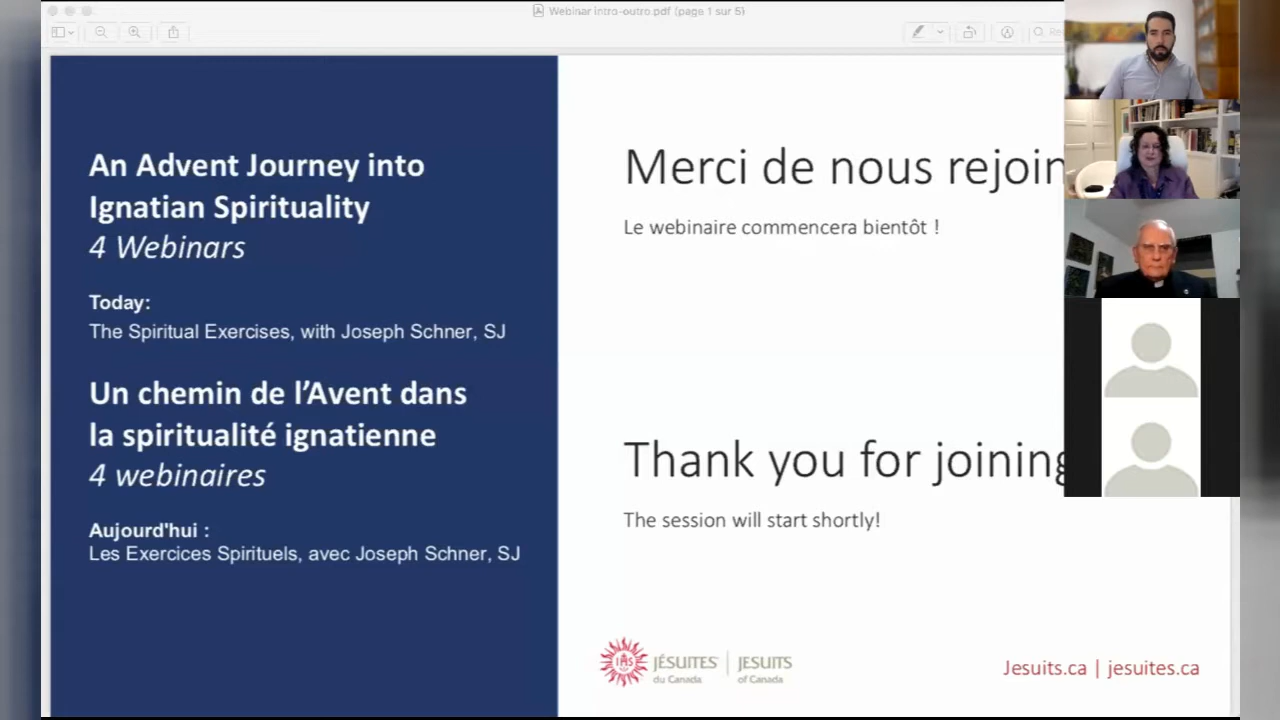 Webinar intro-outro.pdf (page 1 sur 5)
An Advent Journey into
Ignatian Spirituality
4 Webinars
Today:
The Spiritual Exercises, with Joseph Schner, SJ
Un chemin de l'Avent dans
la spiritualité ignatienne
4 webinaires
Aujourd'hui :
Les Exercices Spirituels, avec Joseph Schner, SJ
Merci de nous rejoin
Le webinaire commencera bientôt !
Thank you for joining
The session will start shortly!
IHS
JÉSUITES
du Canada
JESUITS
of Canada
Jesuits.ca | jesuites.ca